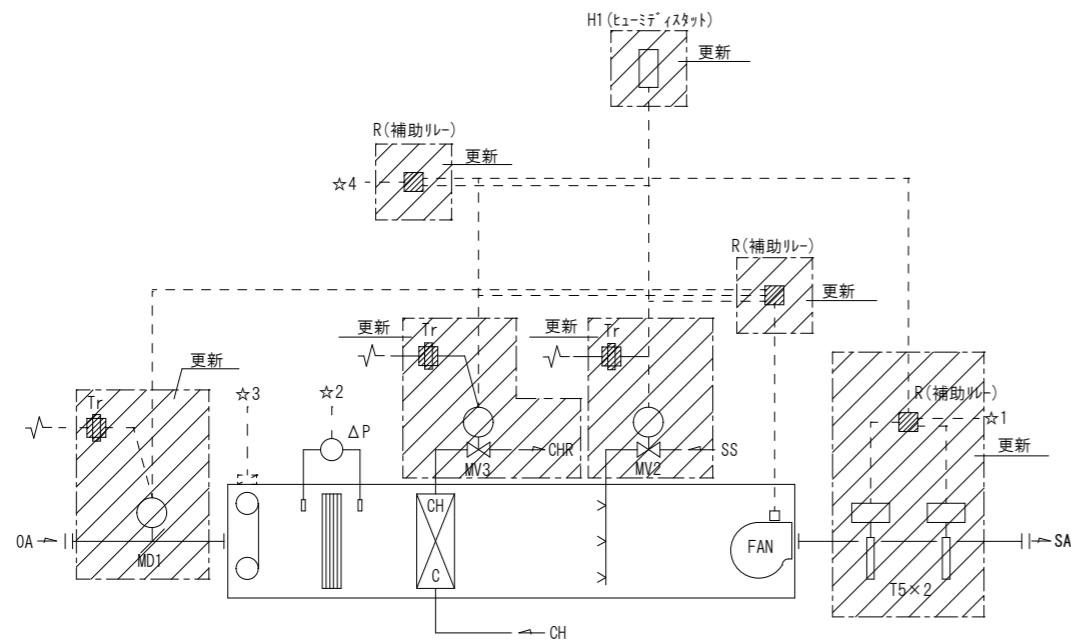 H1(ヒューミディスタット)
更新
R(補助リレー)
更新
☆4
R(補助リレー)
更新
更新
Tr
更新
Tr
更新
Tr
☆3
☆2
ΔP
R(補助リレー)
☆1
更新
CHR
MV3
SS
MV2
OA
MD1
CH
C
FAN
SA
T5×2
CH